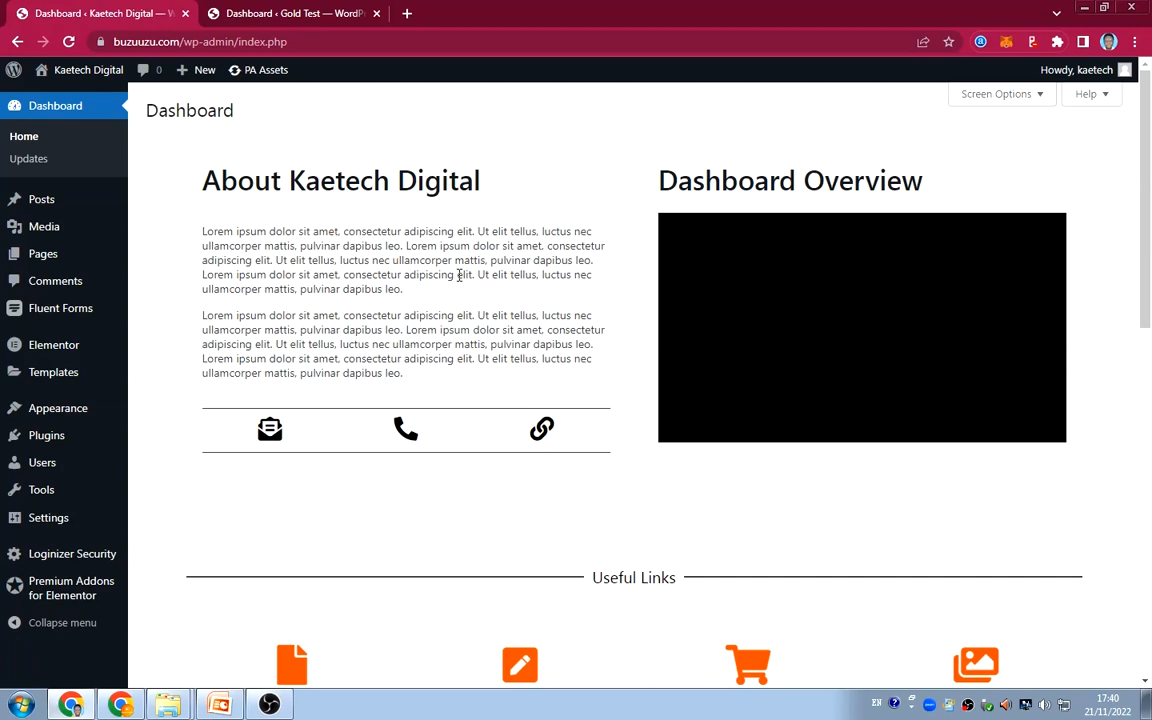 Dashboard ‹ Kaetech Digital — W
Dashboard ‹ Gold Test — WordPr
buzuuzu.com/wp-admin/index.php
Kaetech Digital
0
New
PA Assets
Howdy, kaetech
Dashboard
Home
Updates
Posts
Media
Pages
Comments
Fluent Forms
Elementor
Templates
Appearance
Plugins
Users
Tools
Settings
Loginizer Security
Premium Addons
for Elementor
Collapse menu
Dashboard
Screen Options
Help
About Kaetech Digital
Lorem ipsum dolor sit amet, consectetur adipiscing elit. Ut elit tellus, luctus nec
ullamcorper mattis, pulvinar dapibus leo. Lorem ipsum dolor sit amet, consectetur
adipiscing elit. Ut elit tellus, luctus nec ullamcorper mattis, pulvinar dapibus leo.
Lorem ipsum dolor sit amet, consectetur adipiscing elit. Ut elit tellus, luctus nec
ullamcorper mattis, pulvinar dapibus leo.
Lorem ipsum dolor sit amet, consectetur adipiscing elit. Ut elit tellus, luctus nec
ullamcorper mattis, pulvinar dapibus leo. Lorem ipsum dolor sit amet, consectetur
adipiscing elit. Ut elit tellus, luctus nec ullamcorper mattis, pulvinar dapibus leo.
Lorem ipsum dolor sit amet, consectetur adipiscing elit. Ut elit tellus, luctus nec
ullamcorper mattis, pulvinar dapibus leo.
Dashboard Overview
Useful Links
EN
17:40
21/11/2022